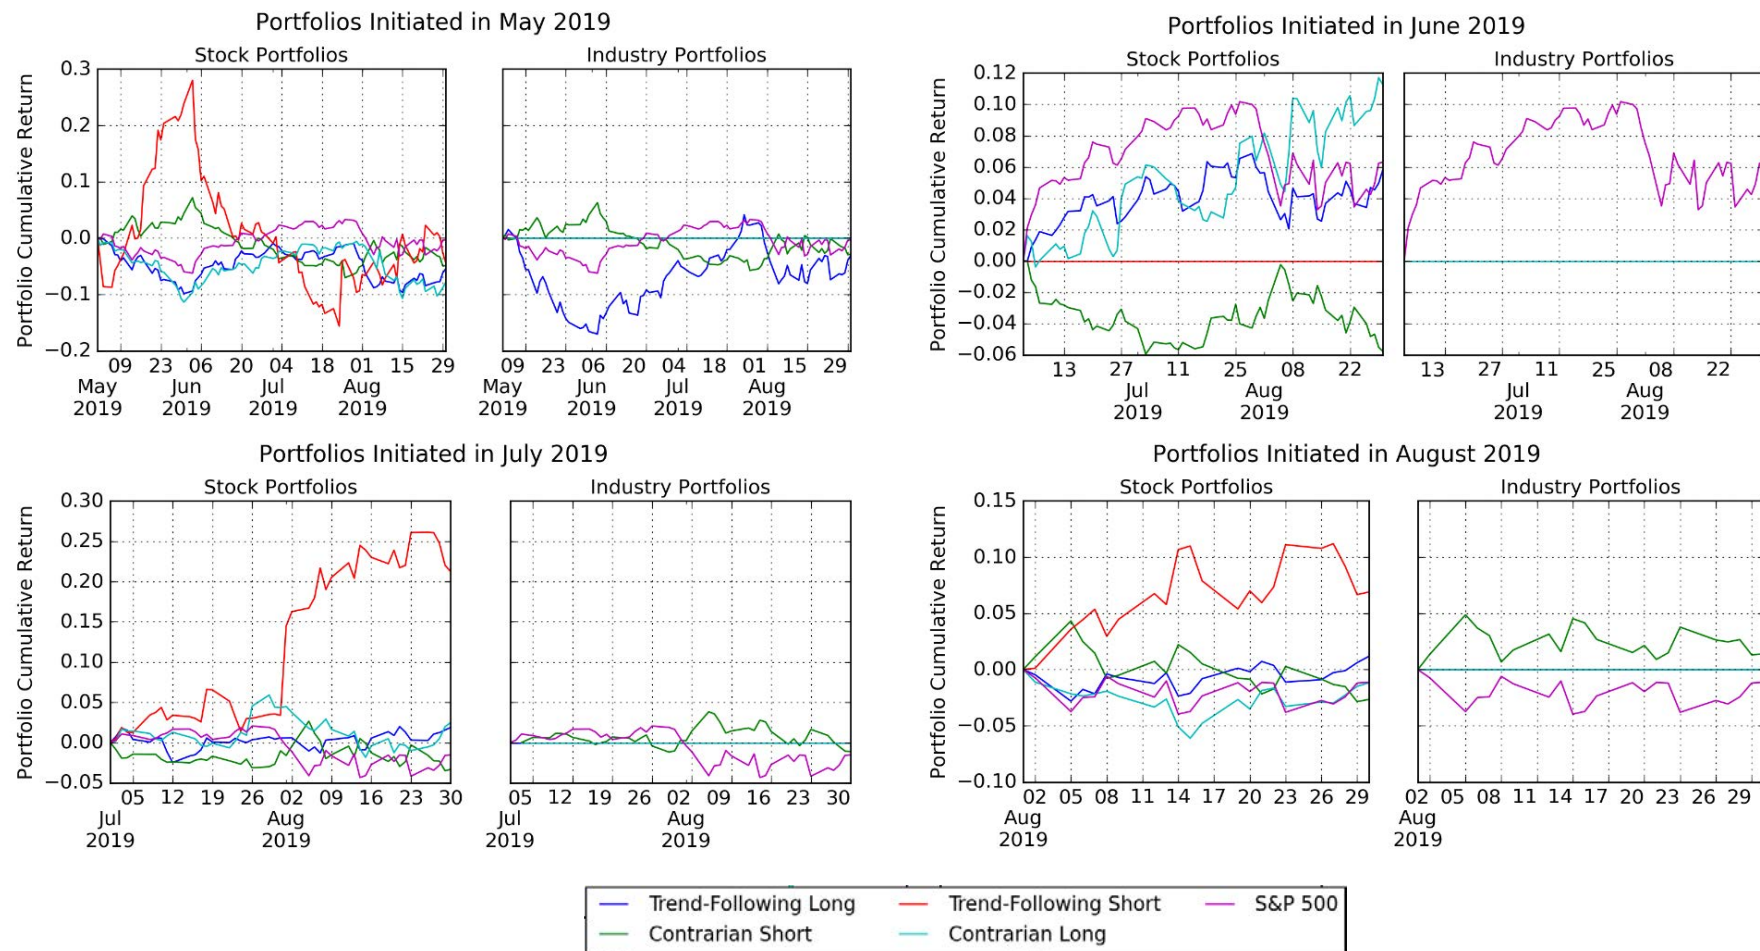 Portfolios Initiated in May 2019
Stock Portfolios
Industry Portfolios
Portfolio Cumulative Return
0.3
0.2
0.1
0.0
−0.1
−0.2
09 23 06 20 04 18 01 15 29
May Jun Jul Aug
2019 2019 2019 2019
09 23 06 20 04 18 01 15 29
May Jun Jul Aug
2019 2019 2019 2019
Portfolios Initiated in June 2019
Stock Portfolios
Industry Portfolios
Portfolio Cumulative Return
0.12
0.10
0.08
0.06
0.04
0.02
0.00
−0.02
−0.04
−0.06
13 27 11 25 08 22
Jul Aug
2019 2019
13 27 11 25 08 22
Jul Aug
2019 2019
Portfolios Initiated in July 2019
Stock Portfolios
Industry Portfolios
Portfolio Cumulative Return
0.30
0.25
0.20
0.15
0.10
0.05
0.00
−0.05
05 12 19 26 02 09 16 23 30
Jul Aug
2019 2019
05 12 19 26 02 09 16 23 30
Jul Aug
2019 2019
Portfolios Initiated in August 2019
Stock Portfolios
Industry Portfolios
Portfolio Cumulative Return
0.15
0.10
0.05
0.00
−0.05
−0.10
02 05 08 11 14 17 20 23 26 29
Aug
2019
02 05 08 11 14 17 20 23 26 29
Aug
2019
Trend-Following Long Trend-Following Short S&P 500
Contrarian Short Contrarian Long